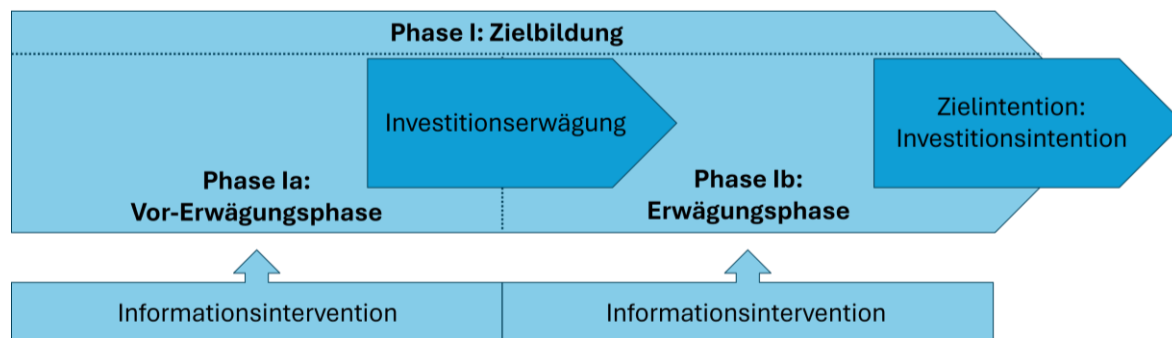 Phase I: Zielbildung
Investitionserwägung
Zielintention:
Investitionsintention
Phase Ia:
Vor-Erwägungsphase
Phase Ib:
Erwägungsphase
Informationsintervention
Informationsintervention